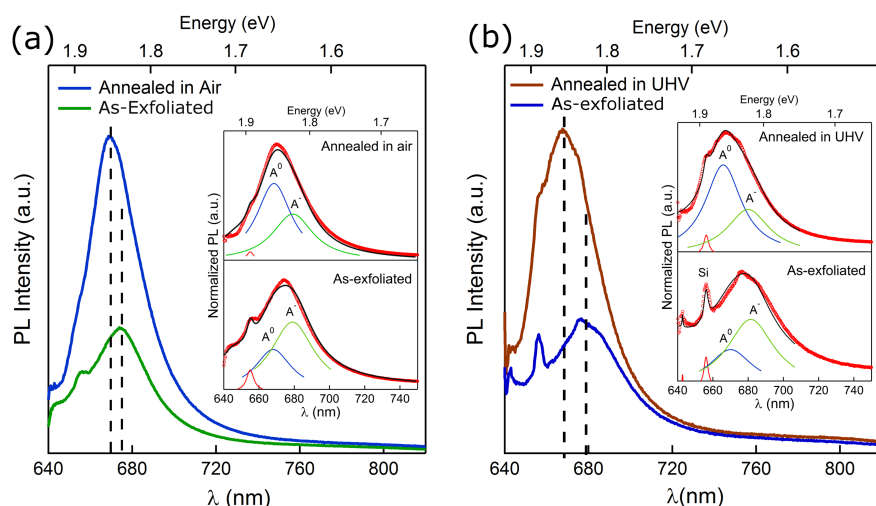 (a)
Energy (eV)
1.9 1.8 1.7 1.6
Annealed in Air
As-Exfoliated
PL Intensity (a.u.)
640 680 720 760 800
λ (nm)
Energy (eV)
1.9 1.8 1.7
Annealed in air
A0
A-
Normalized PL (a.u.)
As-exfoliated
A0
A-
640 660 680 700 720 740
λ (nm)
(b)
Energy (eV)
1.9 1.8 1.7 1.6
Annealed in UHV
As-exfoliated
PL Intensity (a.u.)
640 680 720 760 800
λ(nm)
Energy (eV)
1.9 1.8 1.7
Annealed in UHV
A0
A-
Normalized PL (a.u.)
As-exfoliated
Si
A0
A-
640 660 680 700 720 740
λ (nm)